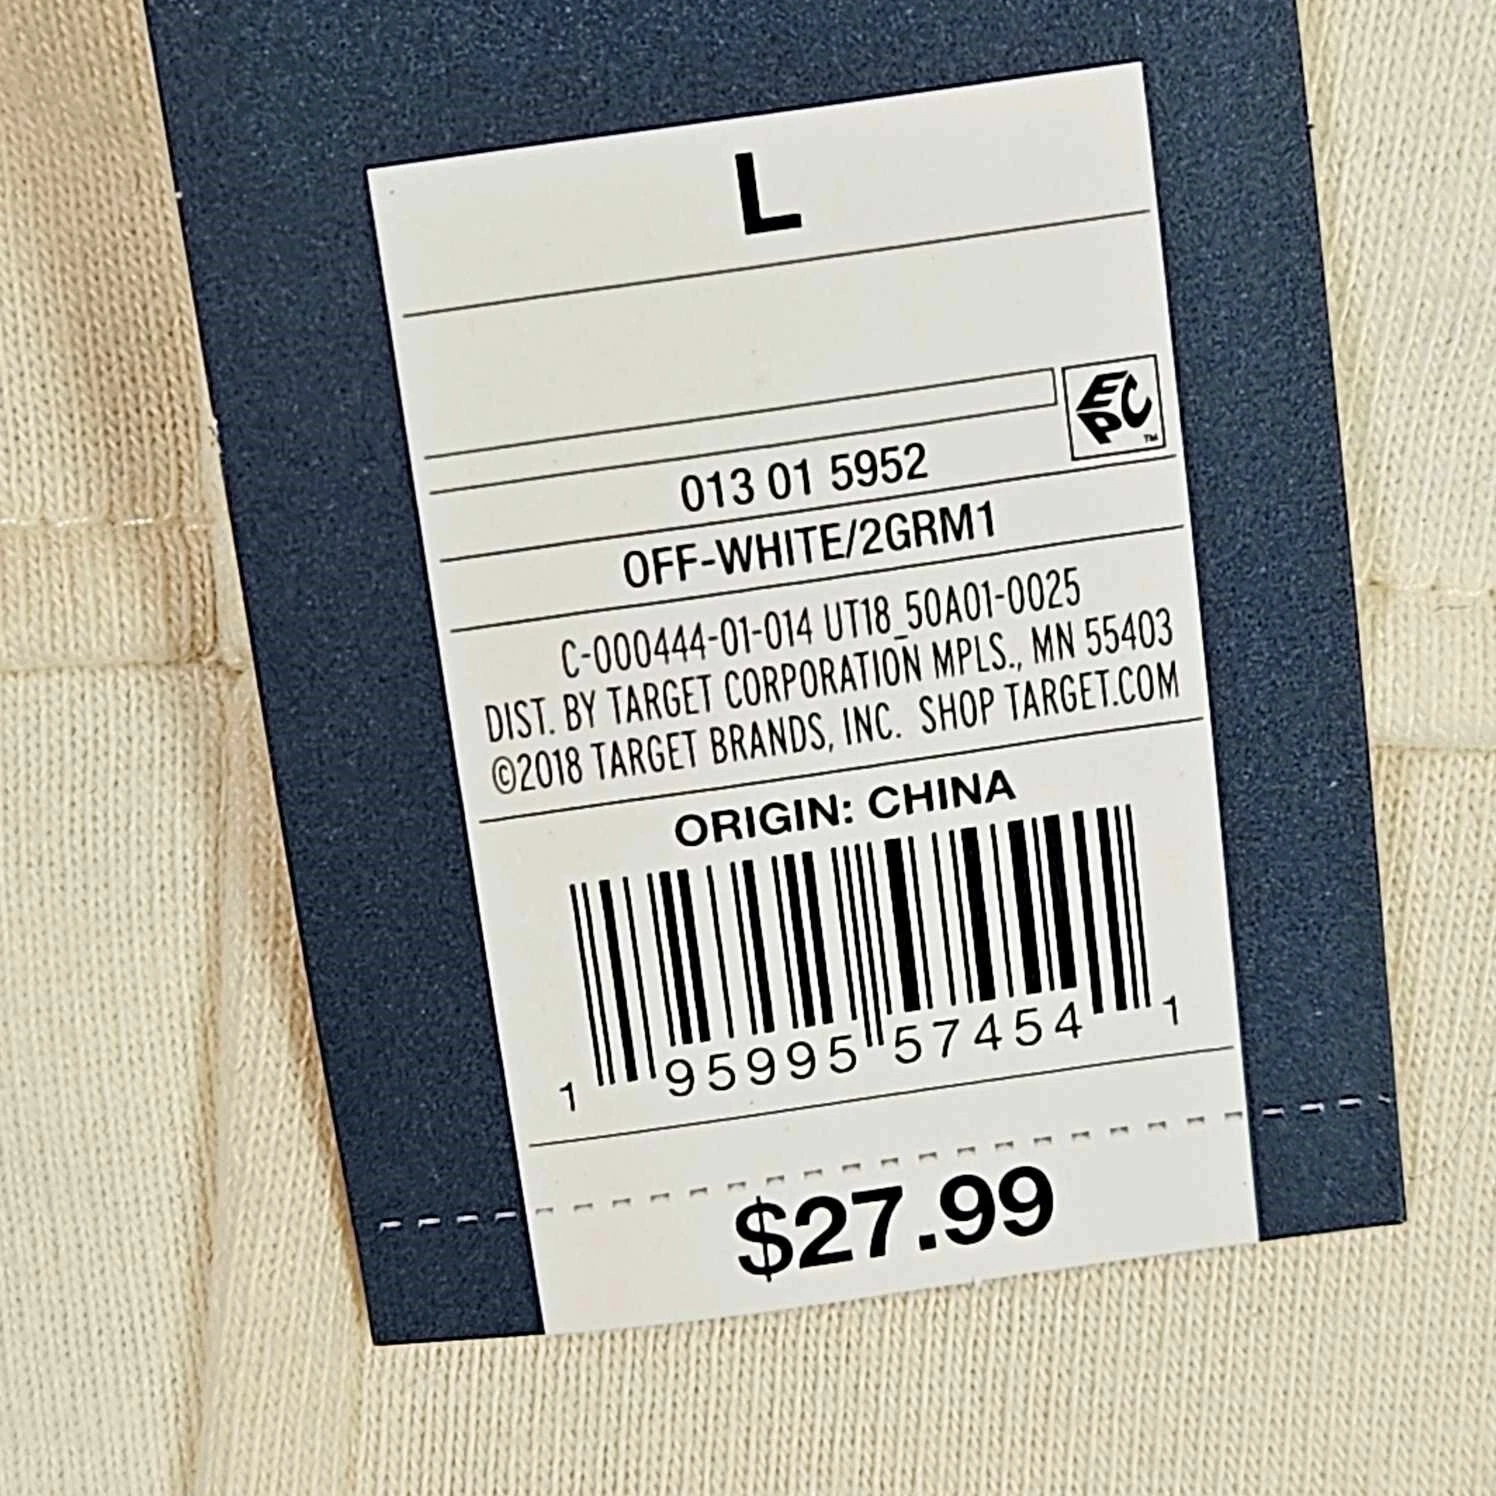 L
EPC™
013 01 5952
OFF-WHITE/2GRM1
C-000444-01-014 UT18_50A01-0025
DIST. BY TARGET CORPORATION MPLS., MN 55403
©2018 TARGET BRANDS, INC. SHOP TARGET.COM
ORIGIN: CHINA
1 95995 57454 1
$27.99